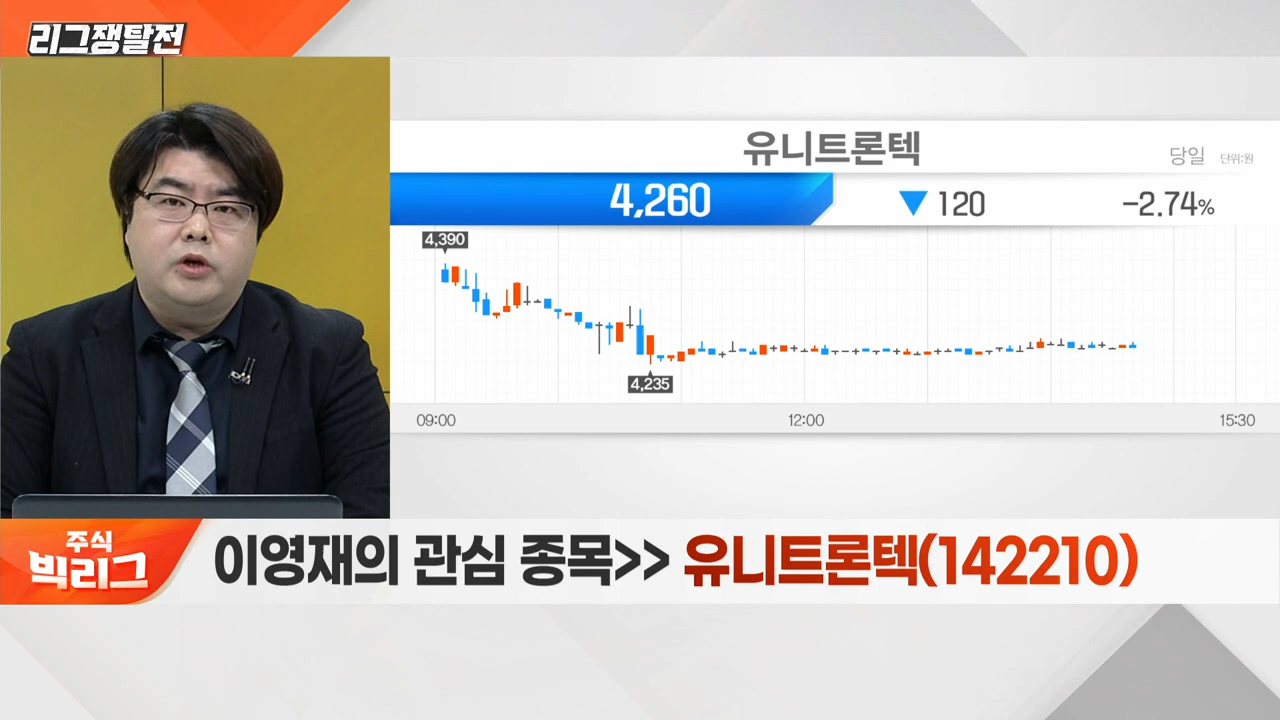 리그쟁탈전
유니트론텍
당일 단위:원
4,260 ▼ 120 -2.74%
4,390
4,235
09:00 12:00 15:30
주식
빅리그
이영재의 관심 종목>> 유니트론텍(142210)